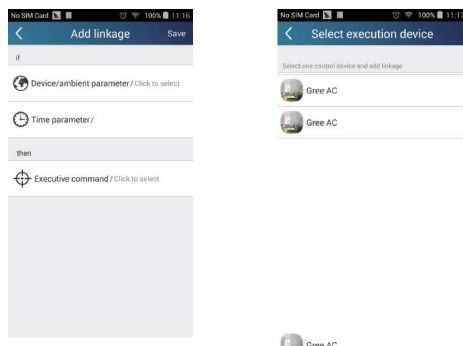 No SIM Card 100% 11:16
Add linkage Save
if
Device/ambient parameter/Click to select
Time parameter/
then
Executive command/Click to select
No SIM Card 100% 11:17
Select execution device
Select one control device and add linkage
Gree AC
Gree AC
Gree AC